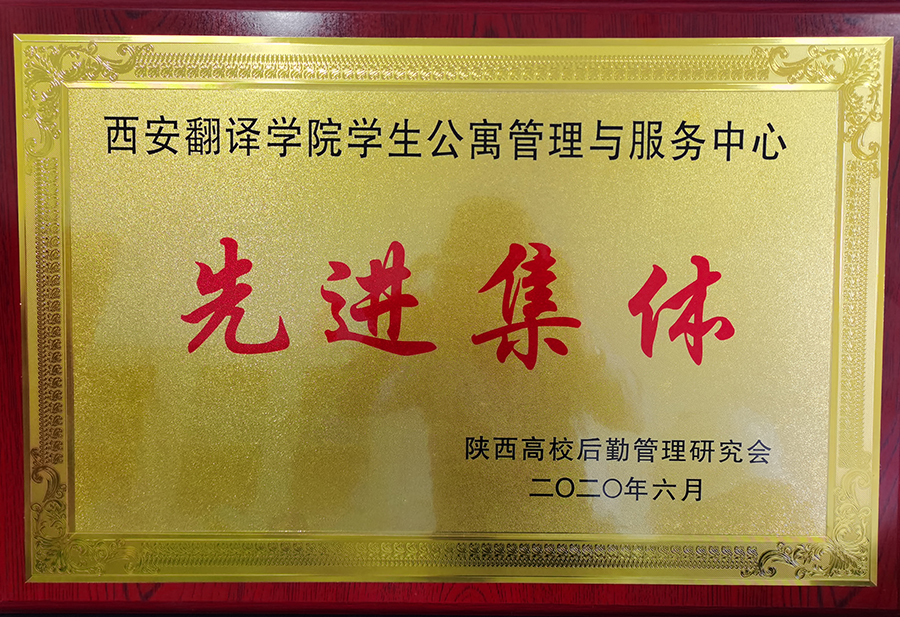 西安翻译学院学生公寓管理与服务中心
先进集体
陕西高校后勤管理研究会
二〇二〇年六月